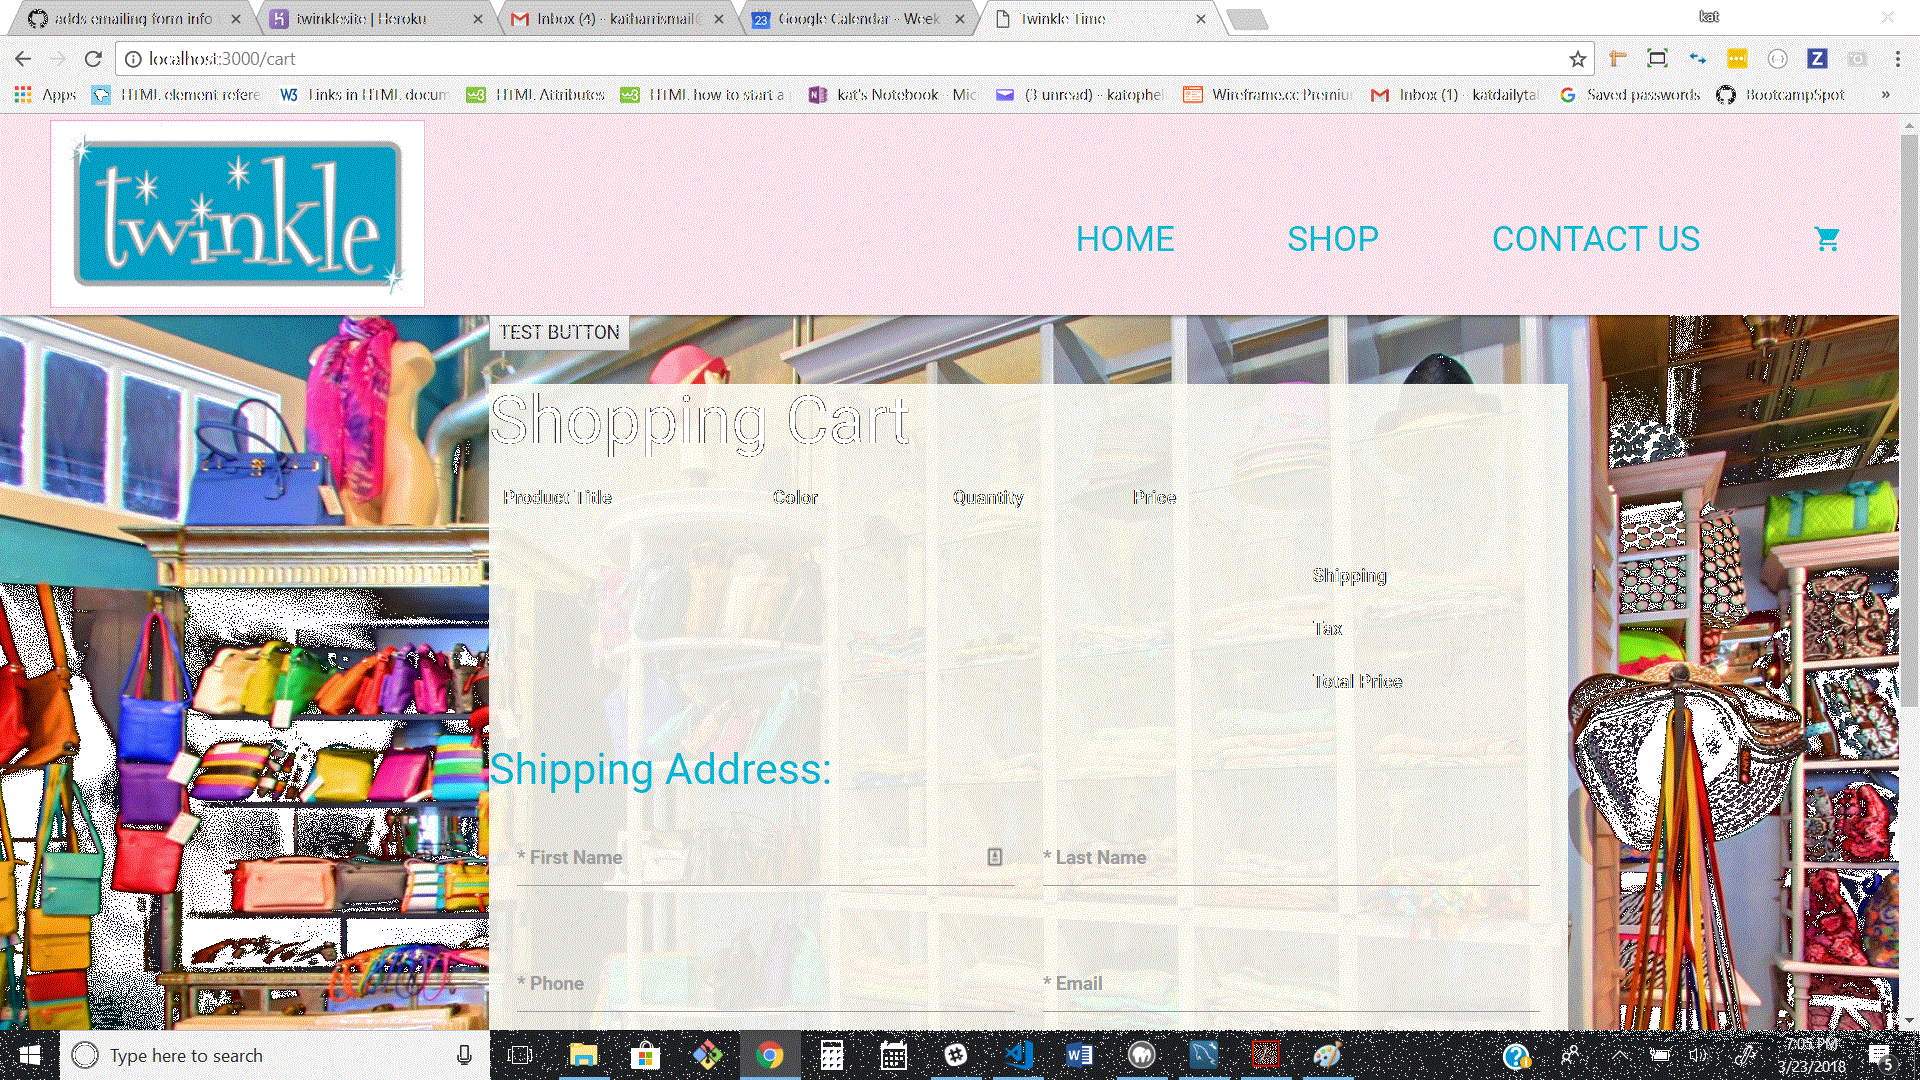 adds emailing form info
twinklesite | Heroku
Inbox (4) - katharrismail@
Google Calendar - Week
Twinkle Time
kat
localhost:3000/cart
Apps
HTML element refere
W3 Links in HTML docum
HTML Attributes
HTML how to start a
kat's Notebook - Mic
(3 unread) - katophel
Wireframe.cc Premiu
Inbox (1) - katdailytal
Saved passwords
BootcampSpot
»
twinkle
HOME
SHOP
CONTACT US
TEST BUTTON
Shopping Cart
Product Title
Color
Quantity
Price
Shipping
Tax
Total Price
Shipping Address:
* First Name
* Last Name
* Phone
* Email
Type here to search
7:05 PM
3/23/2018
5